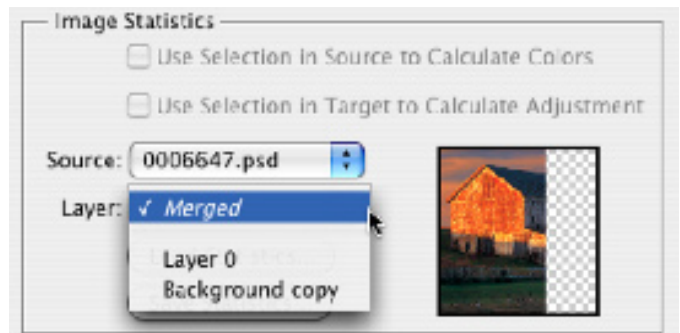 Image Statistics
Use Selection in Source to Calculate Colors
Use Selection in Target to Calculate Adjustment
Source: 0006647.psd
Layer: ✓ Merged
Layer 0
Background copy